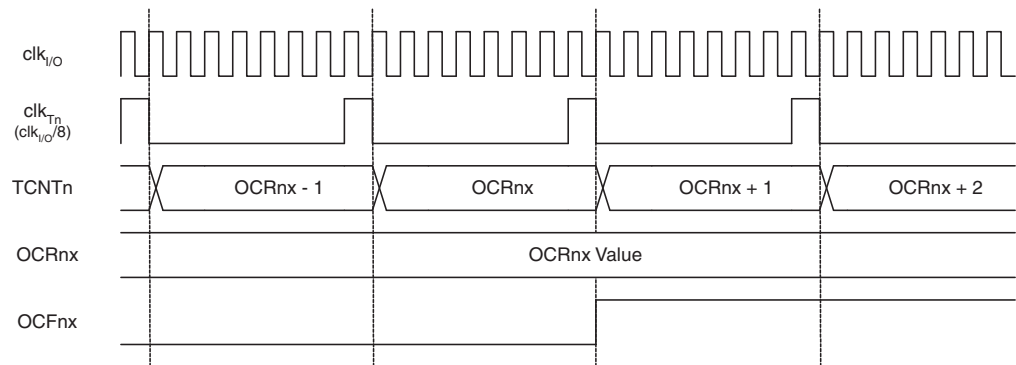 clkI/O
clkTn
(clkI/O/8)
TCNTn
OCRnx - 1
OCRnx
OCRnx + 1
OCRnx + 2
OCRnx
OCRnx Value
OCFnx